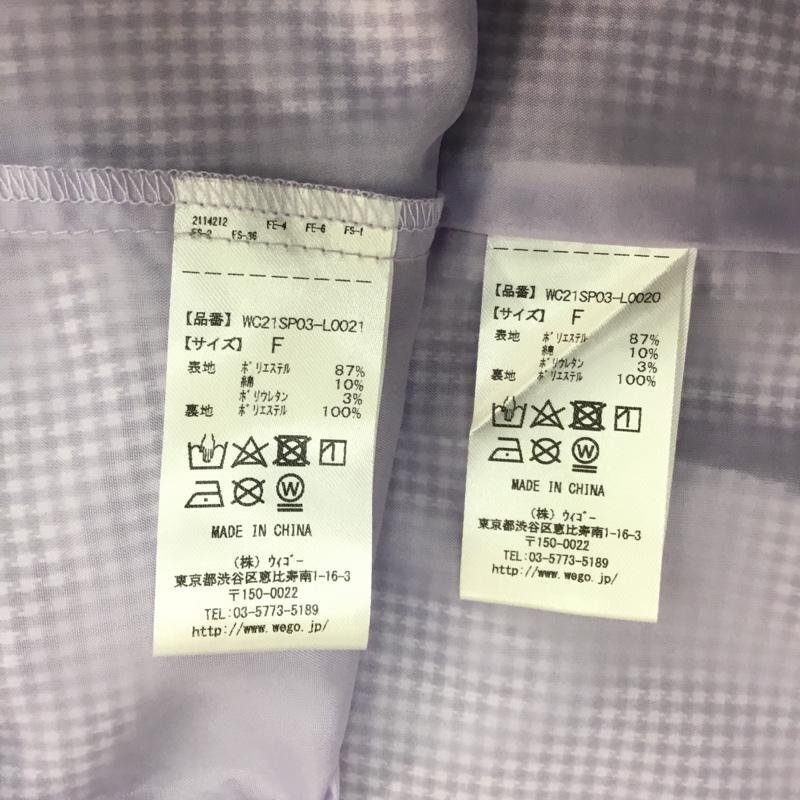 2114212 FE-4 FE-6 FS-1
FS-2 FS-36
【品番】 WC21SP03-L0021
【サイズ】 F
表地 ポリエステル 87%
綿 10%
ポリウレタン 3%
裏地 ポリエステル 100%
W
MADE IN CHINA
(株) ウィゴー
東京都渋谷区恵比寿南1-16-3
〒150-0022
TEL:03-5773-5189
http://www.wego.jp/
【品番】 WC21SP03-L0020
【サイズ】 F
表地 ポリエステル 87%
綿 10%
ポリウレタン 3%
裏地 ポリエステル 100%
W
MADE IN CHINA
(株) ウィゴー
東京都渋谷区恵比寿南1-16-3
〒150-0022
TEL:03-5773-5189
http://www.wego.jp/